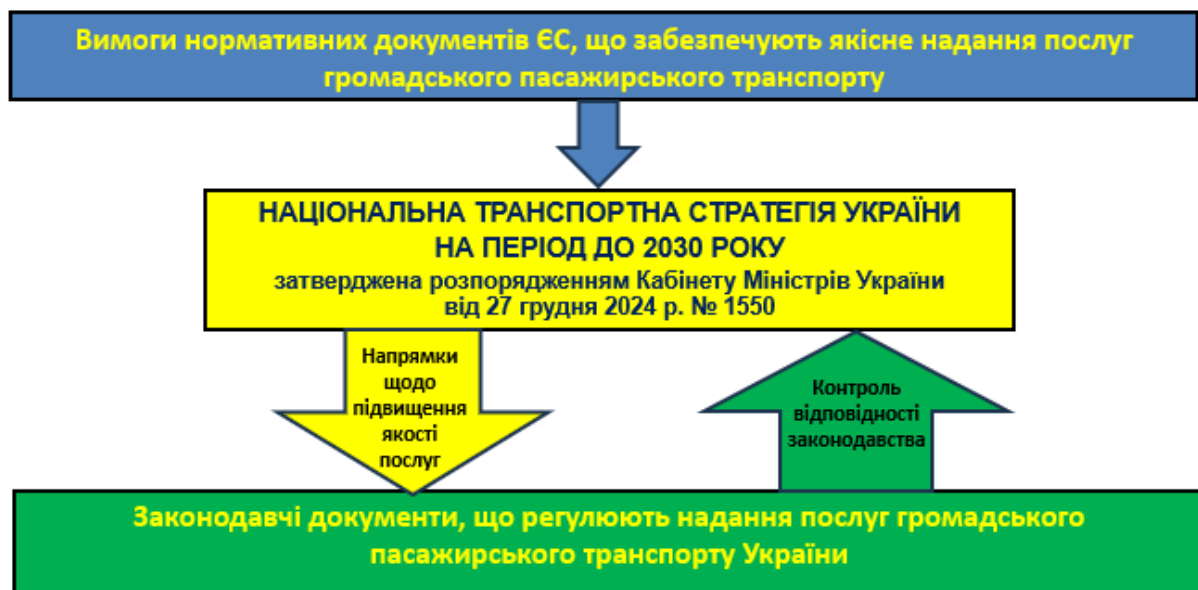 Вимоги нормативних документів ЄС, що забезпечують якісне надання послуг
громадського пасажирського транспорту
НАЦІОНАЛЬНА ТРАНСПОРТНА СТРАТЕГІЯ УКРАЇНИ
НА ПЕРІОД ДО 2030 РОКУ
затверджена розпорядженням Кабінету Міністрів України
від 27 грудня 2024 р. № 1550
Напрямки
щодо
підвищення
якості
послуг
Контроль
відповідності
законодавства
Законодавчі документи, що регулюють надання послуг громадського
пасажирського транспорту України